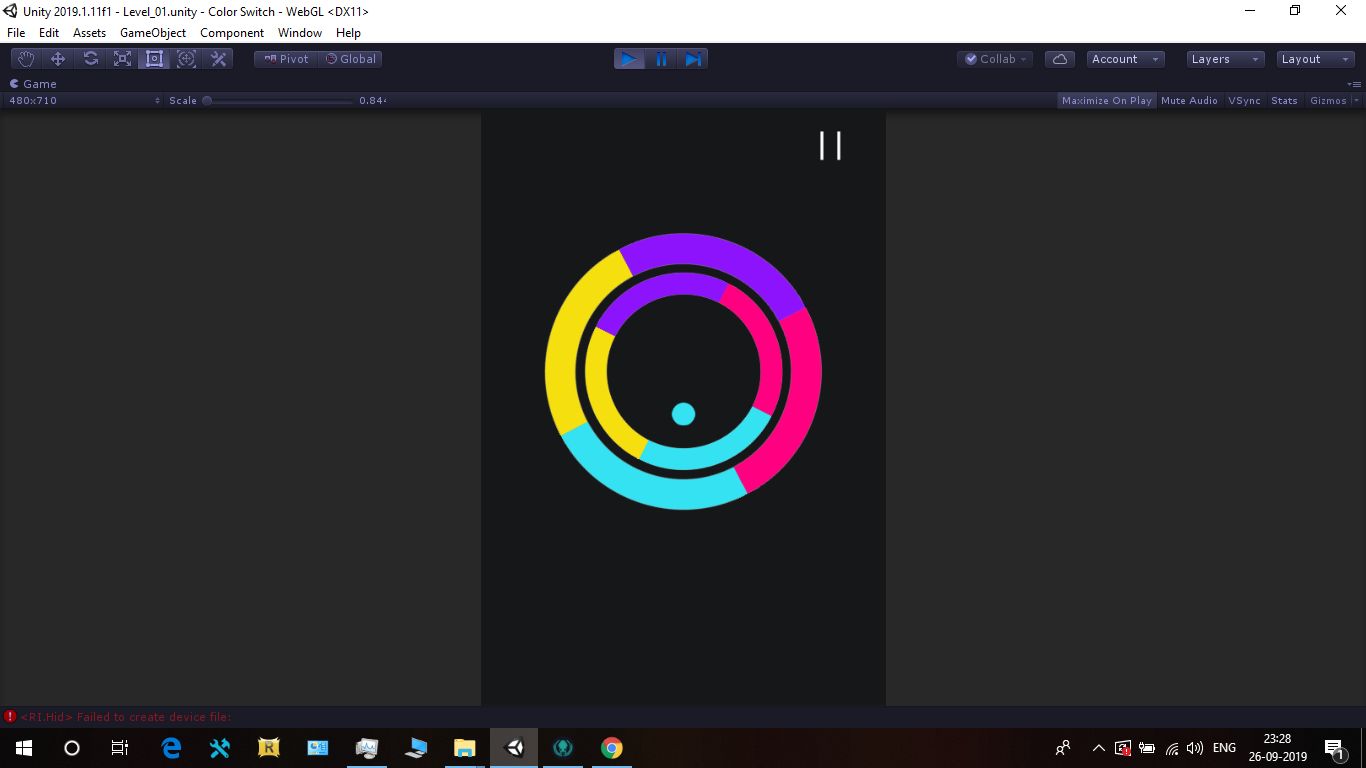 Unity 2019.1.11f1 - Level_01.unity - Color Switch - WebGL <DX11>
File Edit Assets GameObject Component Window Help
Pivot Global Collab Account Layers Layout
Game
480x710 Scale 0.844 Maximize On Play Mute Audio VSync Stats Gizmos
<RI.Hid> Failed to create device file:
R ENG 23:28
26-09-2019 1